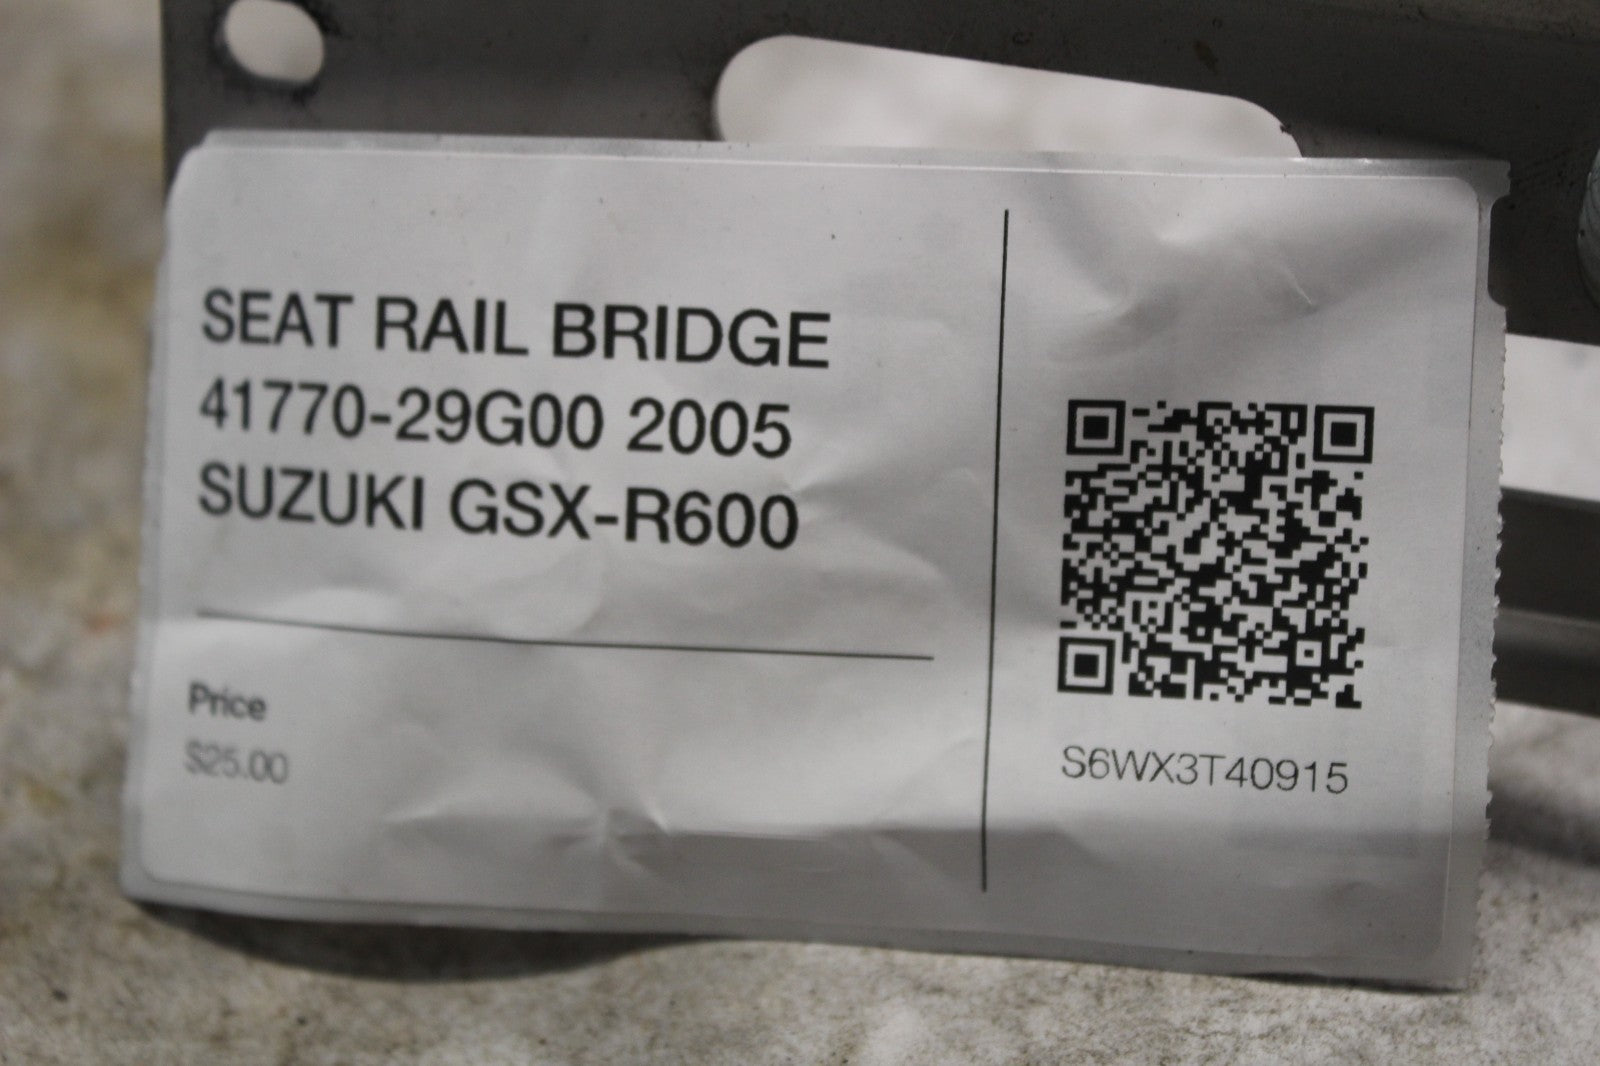 SEAT RAIL BRIDGE
41770-29G00 2005
SUZUKI GSX-R600
Price
$25.00
S6WX3T40915